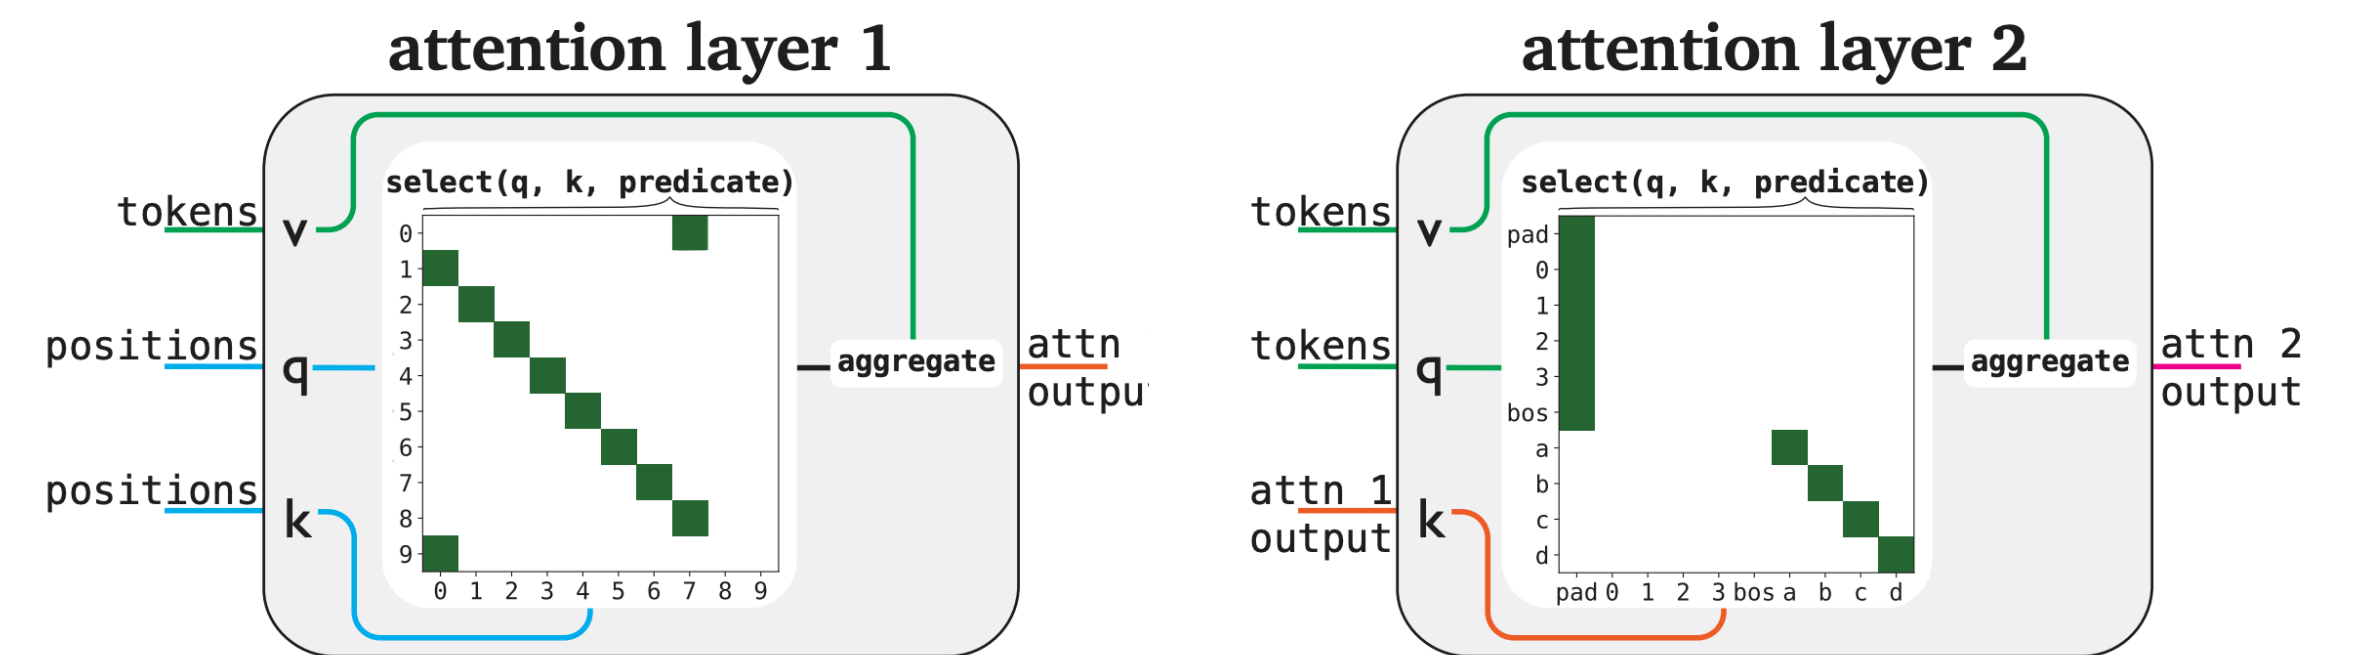 attention layer 1
tokens
v
positions
q
positions
k
select(q, k, predicate)
0
1
2
3
4
5
6
7
8
9
0 1 2 3 4 5 6 7 8 9
aggregate
attn
outpu
attention layer 2
tokens
v
tokens
q
attn 1
output
k
select(q, k, predicate)
pad
0
1
2
3
bos
a
b
c
d
pad 0 1 2 3 bos a b c d
aggregate
attn 2
output